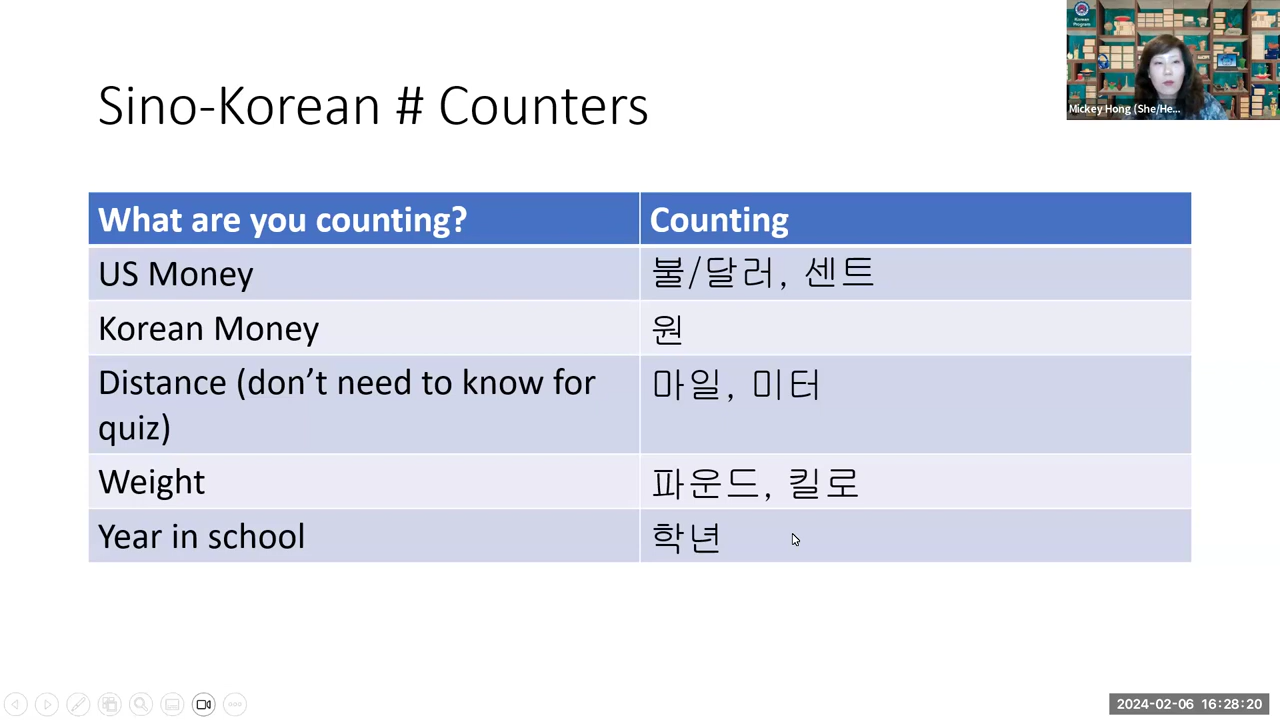 Korean
Program
Mickey Hong (She/He...
Sino-Korean # Counters
What are you counting?
Counting
US Money
불/달러, 센트
Korean Money
원
Distance (don’t need to know for
quiz)
마일, 미터
Weight
파운드, 킬로
Year in school
학년
2024-02-06 16:28:20